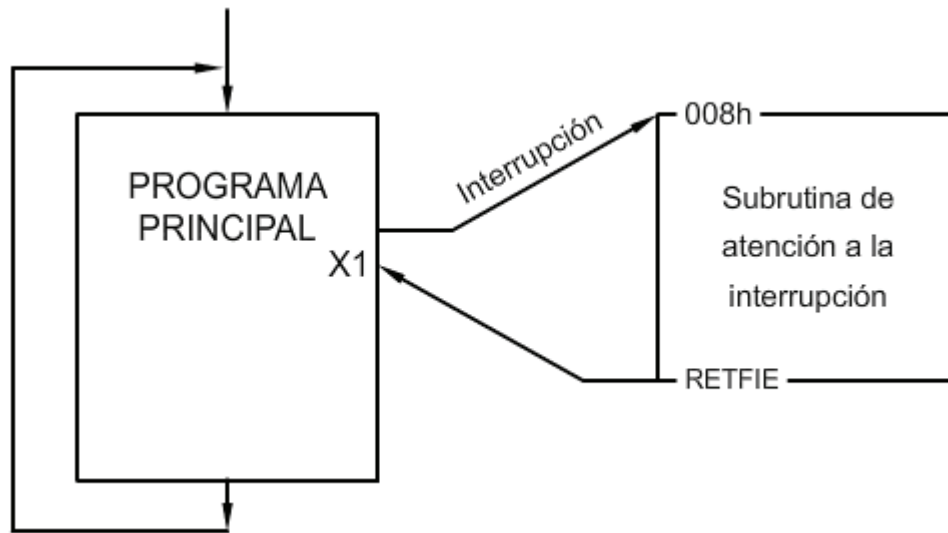 PROGRAMA
PRINCIPAL
X1
Interrupción
008h
Subrutina de
atención a la
interrupción
RETFIE